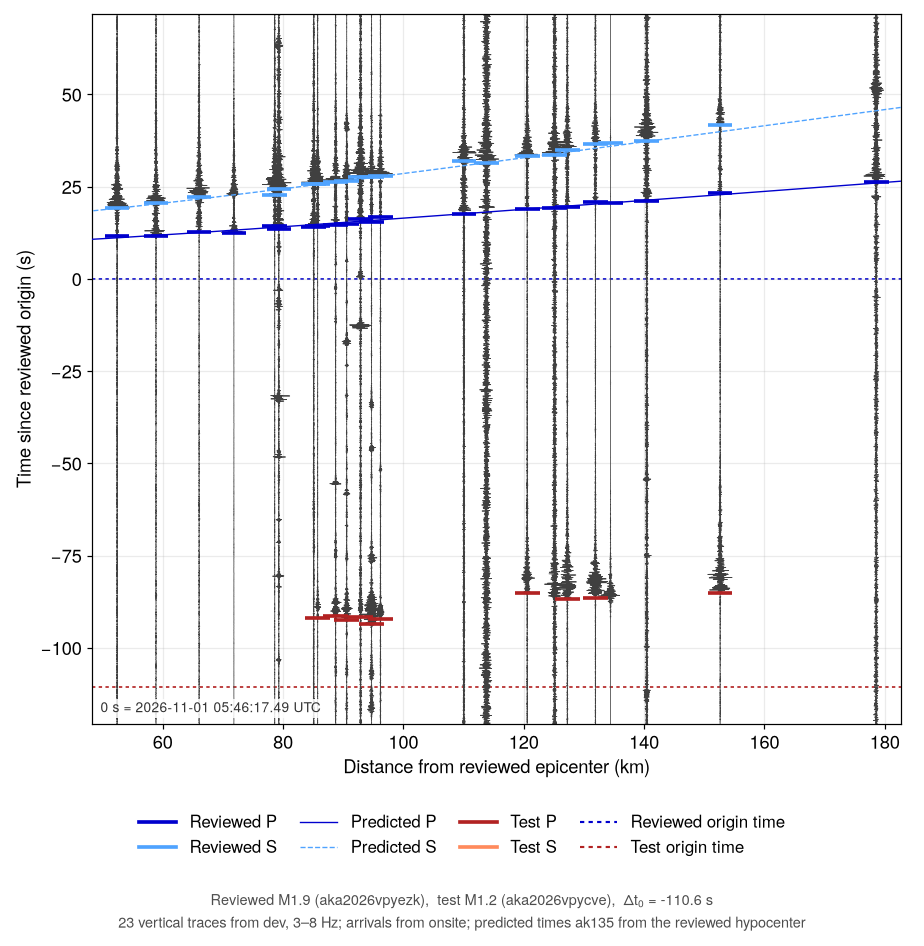 50
25
0
−25
−50
−75
−100
Time since reviewed origin (s)
0 s = 2026-11-01 05:46:17.49 UTC
60 80 100 120 140 160 180
Distance from reviewed epicenter (km)
Reviewed P Predicted P Test P Reviewed origin time
Reviewed S Predicted S Test S Test origin time
Reviewed M1.9 (aka2026vpyezk), test M1.2 (aka2026vpycve), Δt₀ = -110.6 s
23 vertical traces from dev, 3–8 Hz; arrivals from onsite; predicted times ak135 from the reviewed hypocenter